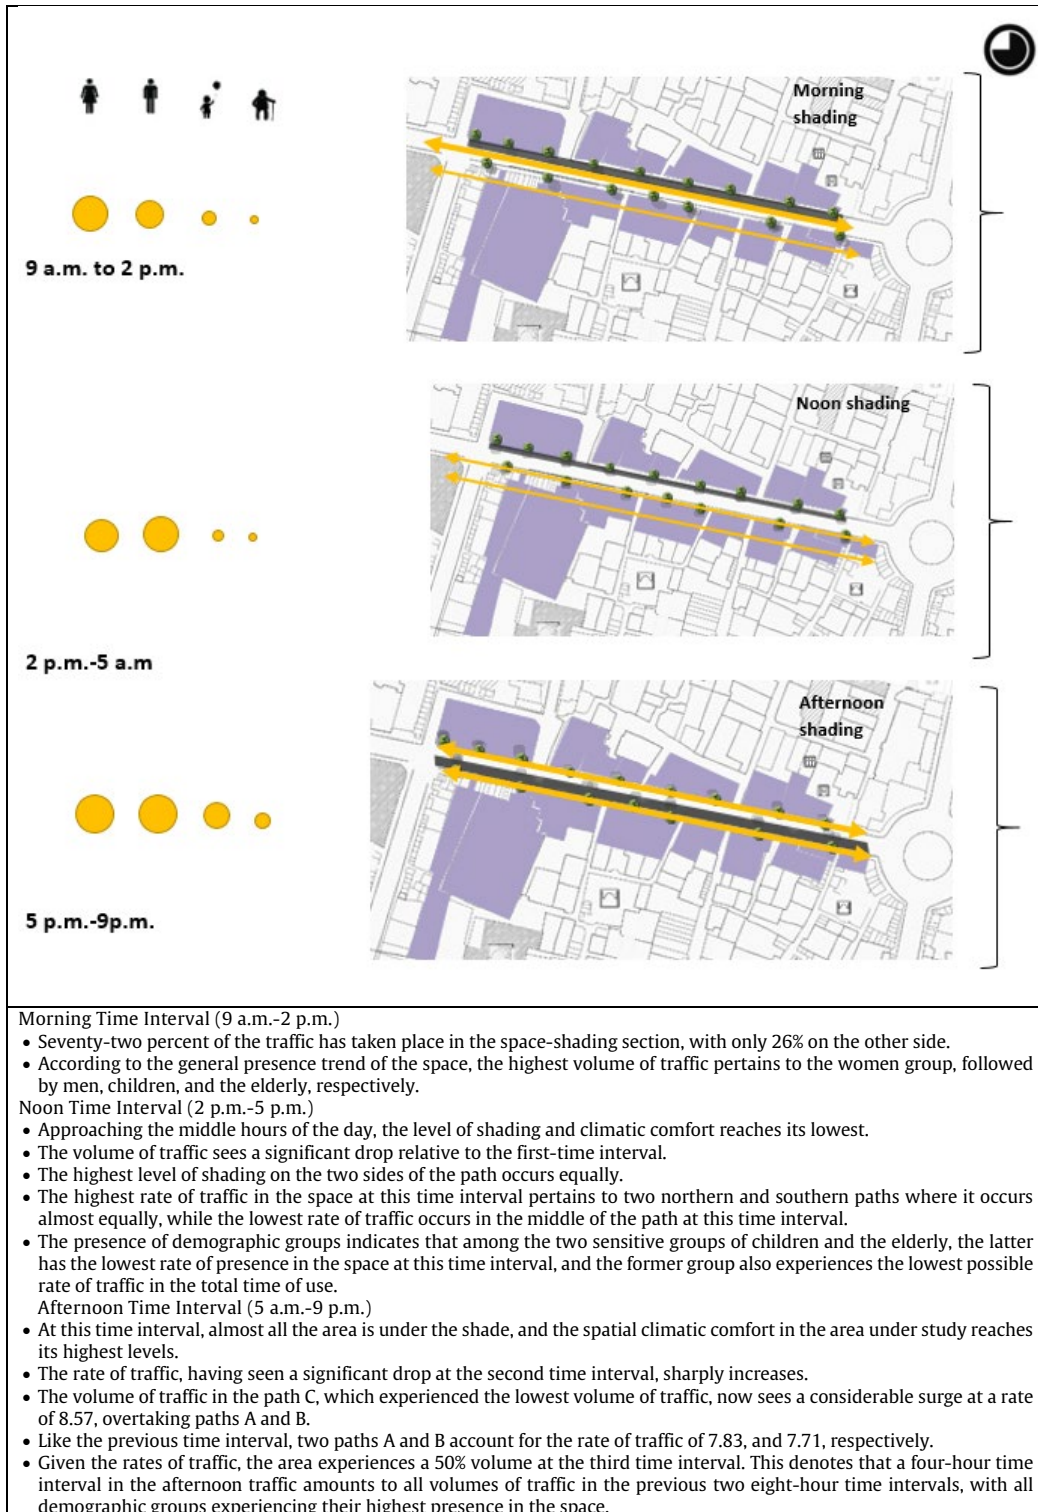 Morning
shading
9 a.m. to 2 p.m.
Noon shading
2 p.m.-5 a.m
Afternoon
shading
5 p.m.-9p.m.
Morning Time Interval (9 a.m.-2 p.m.)
• Seventy-two percent of the traffic has taken place in the space-shading section, with only 26% on the other side.
• According to the general presence trend of the space, the highest volume of traffic pertains to the women group, followed
by men, children, and the elderly, respectively.
Noon Time Interval (2 p.m.-5 p.m.)
• Approaching the middle hours of the day, the level of shading and climatic comfort reaches its lowest.
• The volume of traffic sees a significant drop relative to the first-time interval.
• The highest level of shading on the two sides of the path occurs equally.
• The highest rate of traffic in the space at this time interval pertains to two northern and southern paths where it occurs
almost equally, while the lowest rate of traffic occurs in the middle of the path at this time interval.
• The presence of demographic groups indicates that among the two sensitive groups of children and the elderly, the latter
has the lowest rate of presence in the space at this time interval, and the former group also experiences the lowest possible
rate of traffic in the total time of use.
Afternoon Time Interval (5 a.m.-9 p.m.)
• At this time interval, almost all the area is under the shade, and the spatial climatic comfort in the area under study reaches
its highest levels.
• The rate of traffic, having seen a significant drop at the second time interval, sharply increases.
• The volume of traffic in the path C, which experienced the lowest volume of traffic, now sees a considerable surge at a rate
of 8.57, overtaking paths A and B.
• Like the previous time interval, two paths A and B account for the rate of traffic of 7.83, and 7.71, respectively.
• Given the rates of traffic, the area experiences a 50% volume at the third time interval. This denotes that a four-hour time
interval in the afternoon traffic amounts to all volumes of traffic in the previous two eight-hour time intervals, with all
demographic groups experiencing their highest presence in the space.